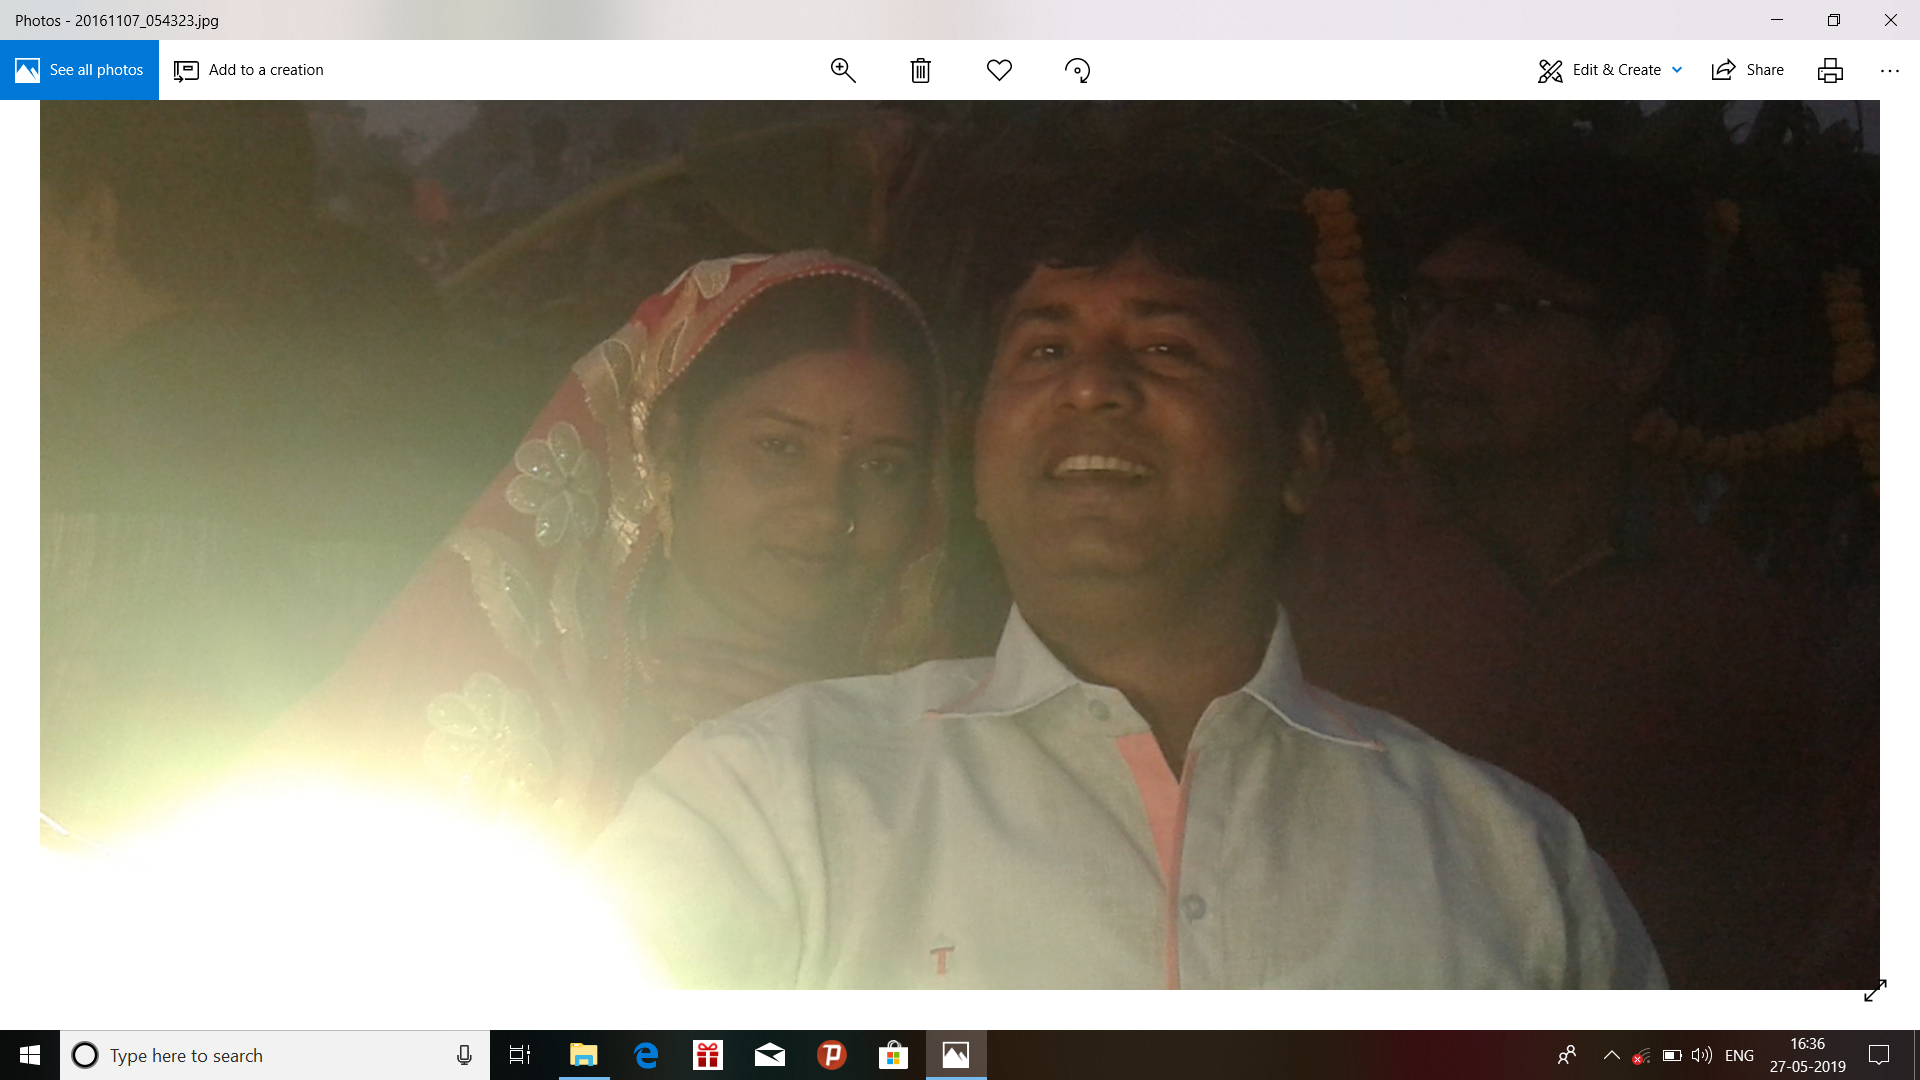 Photos - 20161107_054323.jpg
See all photos
Add to a creation
Edit & Create
Share
T
Type here to search
ENG
16:36
27-05-2019